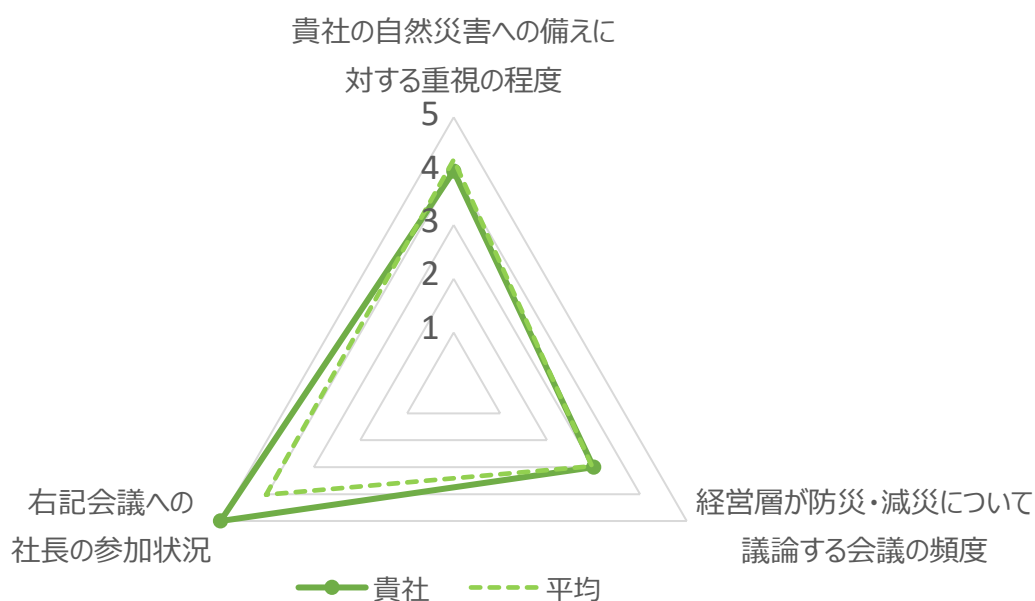 貴社の自然災害への備えに
対する重視の程度
5
4
3
2
1
右記会議への
社長の参加状況
経営層が防災・減災について
議論する会議の頻度
貴社
平均